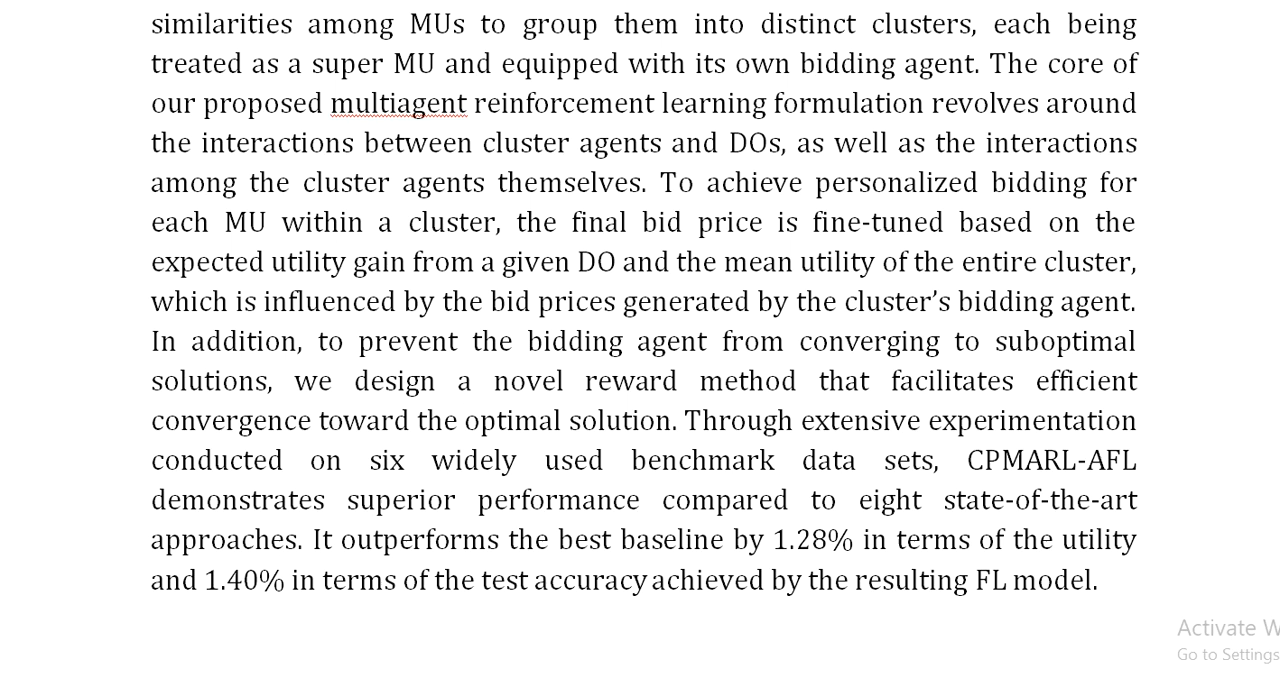 similarities among MUs to group them into distinct clusters, each being
treated as a super MU and equipped with its own bidding agent. The core of
our proposed multiagent reinforcement learning formulation revolves around
the interactions between cluster agents and DOs, as well as the interactions
among the cluster agents themselves. To achieve personalized bidding for
each MU within a cluster, the final bid price is fine-tuned based on the
expected utility gain from a given DO and the mean utility of the entire cluster,
which is influenced by the bid prices generated by the cluster’s bidding agent.
In addition, to prevent the bidding agent from converging to suboptimal
solutions, we design a novel reward method that facilitates efficient
convergence toward the optimal solution. Through extensive experimentation
conducted on six widely used benchmark data sets, CPMARL-AFL
demonstrates superior performance compared to eight state-of-the-art
approaches. It outperforms the best baseline by 1.28% in terms of the utility
and 1.40% in terms of the test accuracy achieved by the resulting FL model.
Activate W
Go to Settings